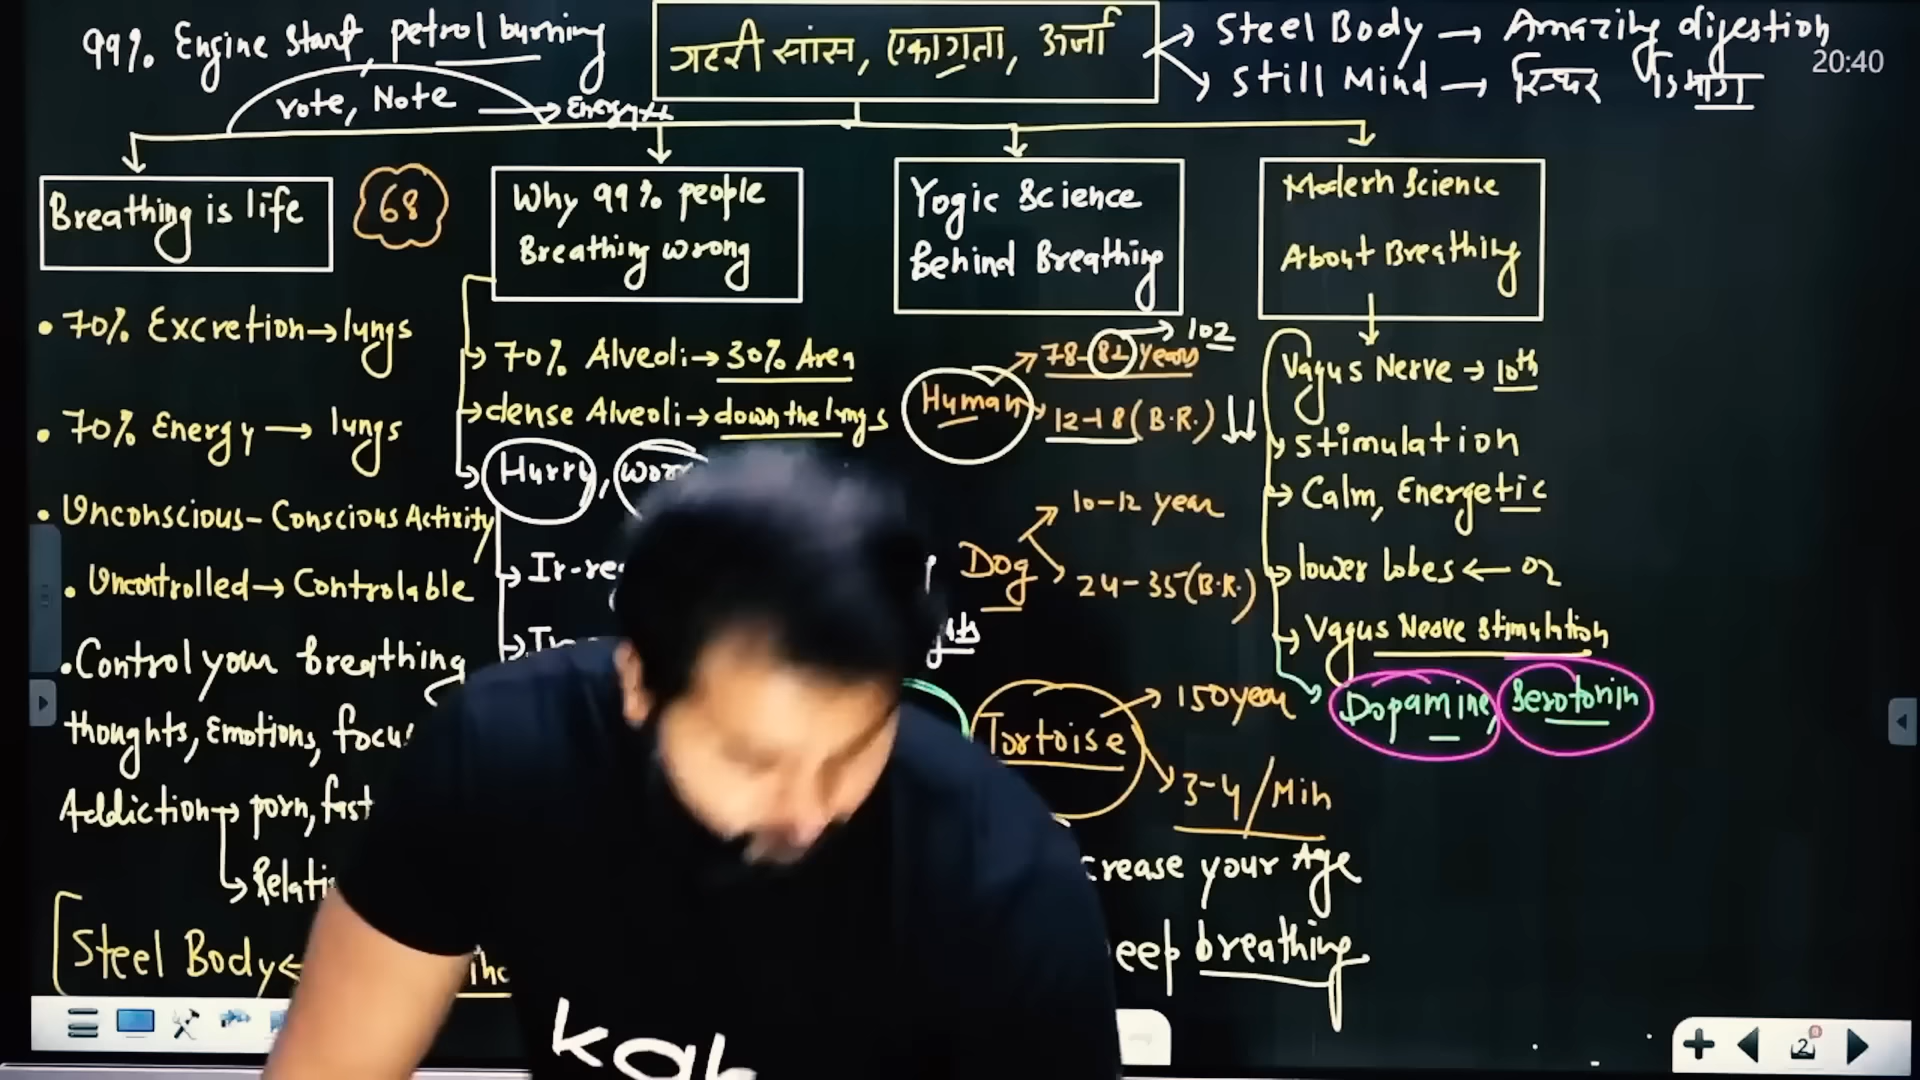 99% Engine start, petrol burning
vote, Note → Energy++
गहरी सांस, एकाग्रता, ऊर्जा
→ Steel Body → Amazing digestion
→ Still Mind → स्थिर दिमाग
20:40
Breathing is life
68
Why 99% people
Breathing wrong
Yogic Science
Behind Breathing
Modern Science
About Breathing
• 70% Excretion → lungs
• 70% Energy → lungs
• Unconscious - Conscious Activity
• Uncontrolled → Controlable
• Control your breathing
thoughts, Emotions, focus
Addiction → porn, fast
→ Relati
Steel Body ←
→ 70% Alveoli → 30% Area
→ dense Alveoli → down the lungs
→ Hurry, worr
→ Ir-re
Human → 78-82 years → 102
→ 12-18 (B.R.) ↓↓
Dog → 10-12 year
→ 24-35 (B.R.)
Tortoise → 150 year
→ 3-4/Min
crease your Age
eep breathing
Vagus Nerve → 10th
→ Stimulation
→ Calm, Energetic
→ lower lobes ←
→ Vagus Nerve stimulation
→ Dopamine, Serotonin
2